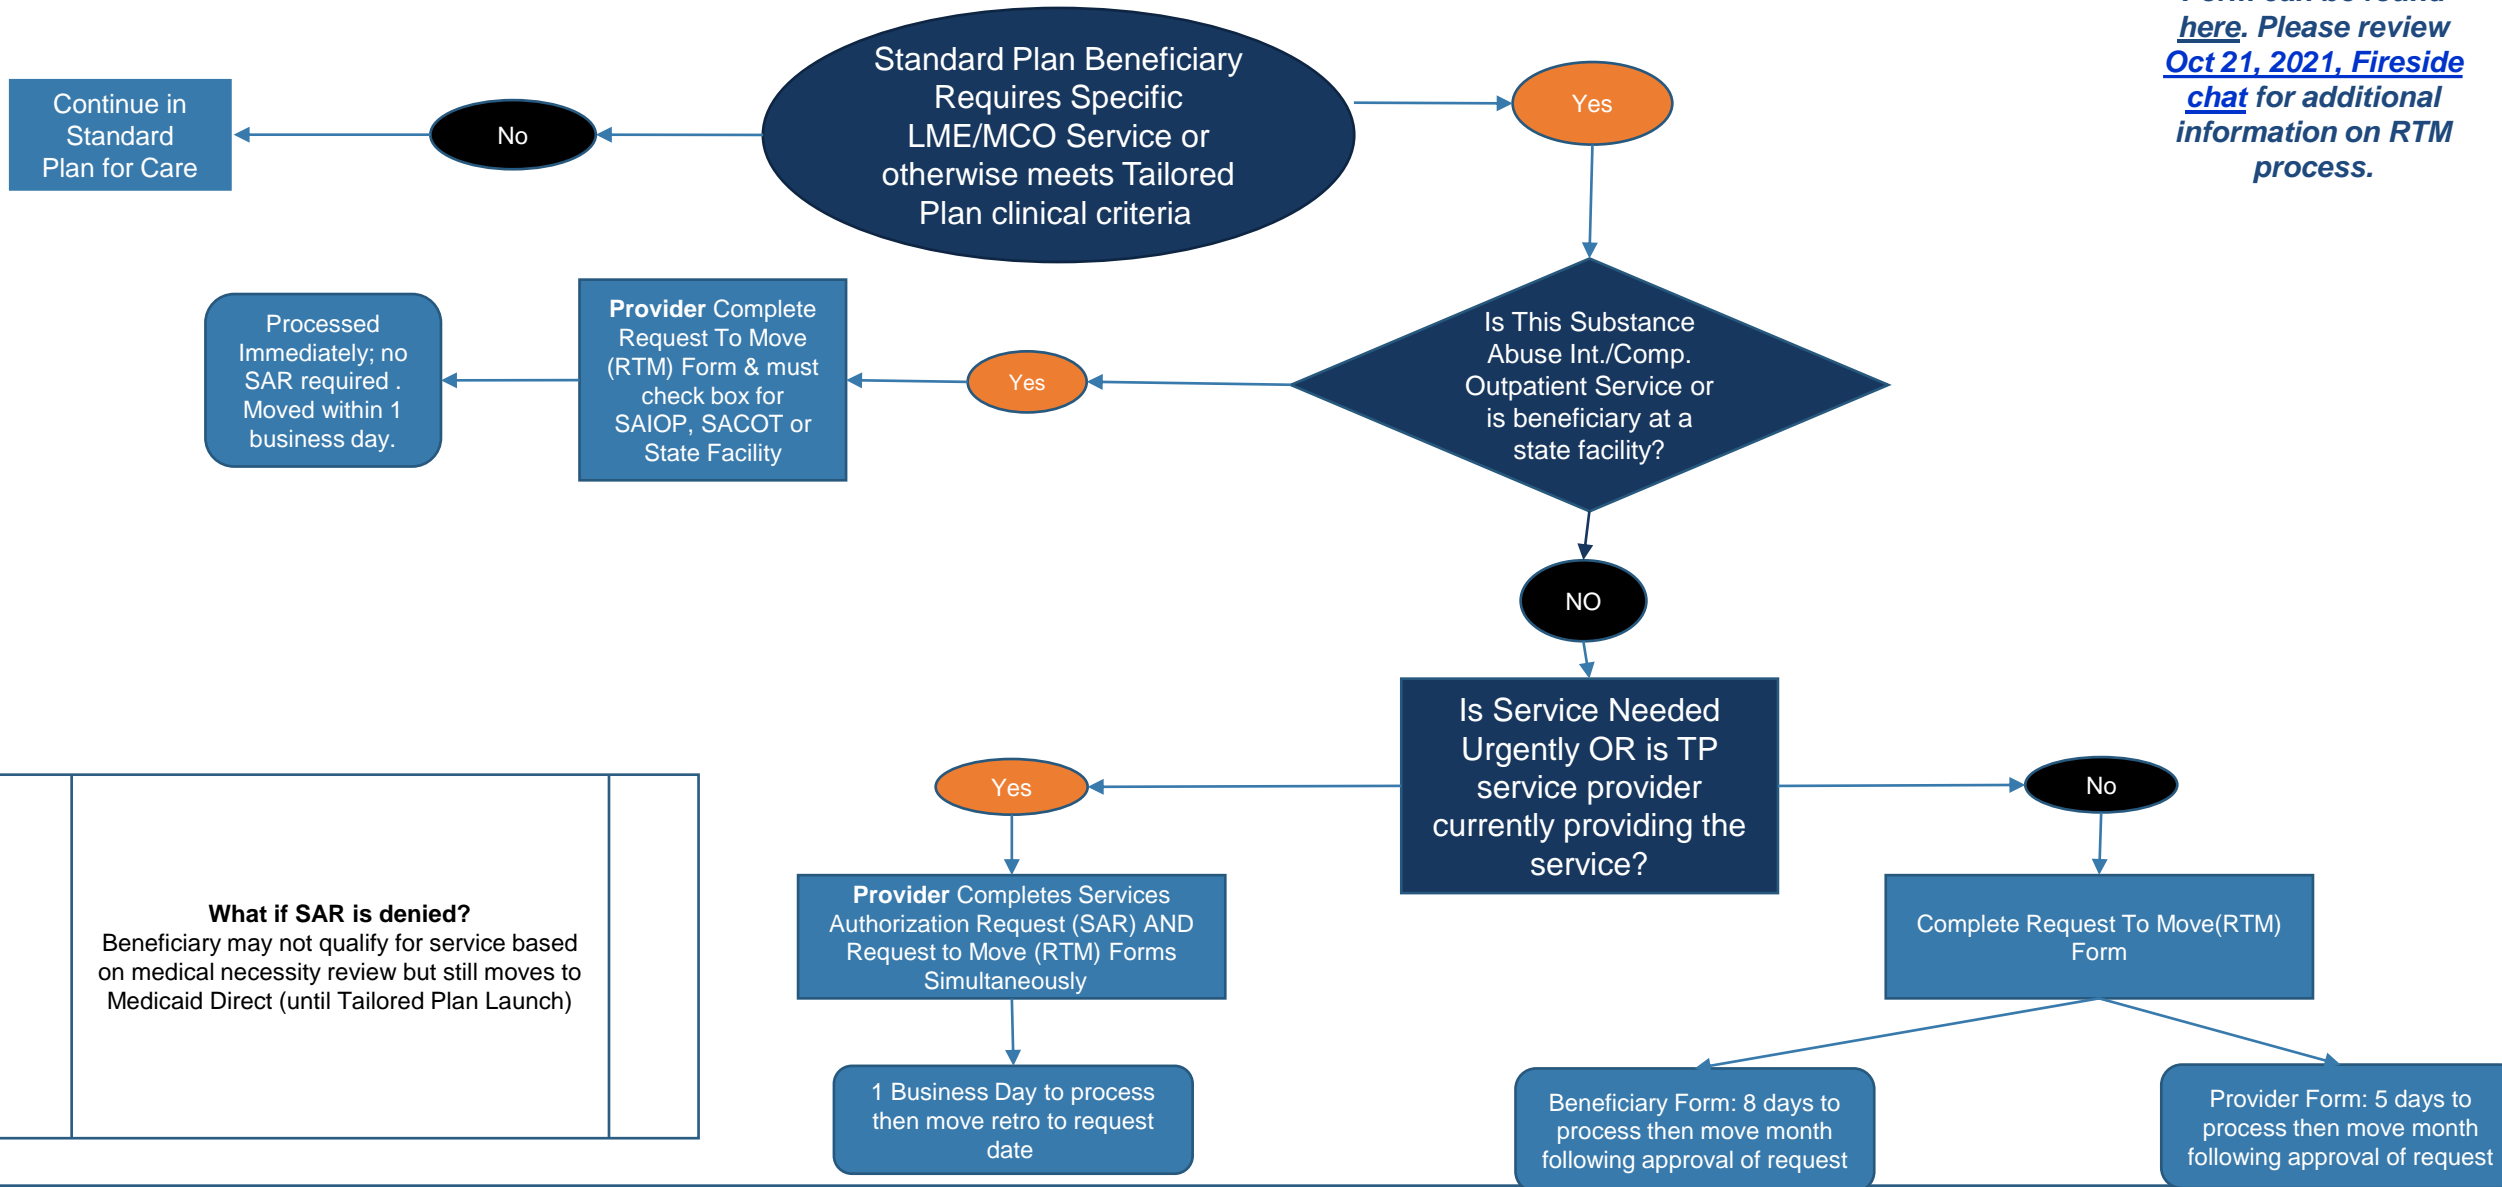 here. Please review
Oct 21, 2021, Fireside
chat for additional
information on RTM
process.
Standard Plan Beneficiary
Requires Specific
LME/MCO Service or
otherwise meets Tailored
Plan clinical criteria
Yes
No
Continue in
Standard
Plan for Care
Is This Substance
Abuse Int./Comp.
Outpatient Service or
is beneficiary at a
state facility?
Yes
Provider Complete
Request To Move
(RTM) Form & must
check box for
SAIOP, SACOT or
State Facility
Processed
Immediately; no
SAR required .
Moved within 1
business day.
NO
Is Service Needed
Urgently OR is TP
service provider
currently providing the
service?
Yes
No
Provider Completes Services
Authorization Request (SAR) AND
Request to Move (RTM) Forms
Simultaneously
Complete Request To Move(RTM)
Form
What if SAR is denied?
Beneficiary may not qualify for service based
on medical necessity review but still moves to
Medicaid Direct (until Tailored Plan Launch)
1 Business Day to process
then move retro to request
date
Beneficiary Form: 8 days to
process then move month
following approval of request
Provider Form: 5 days to
process then move month
following approval of request